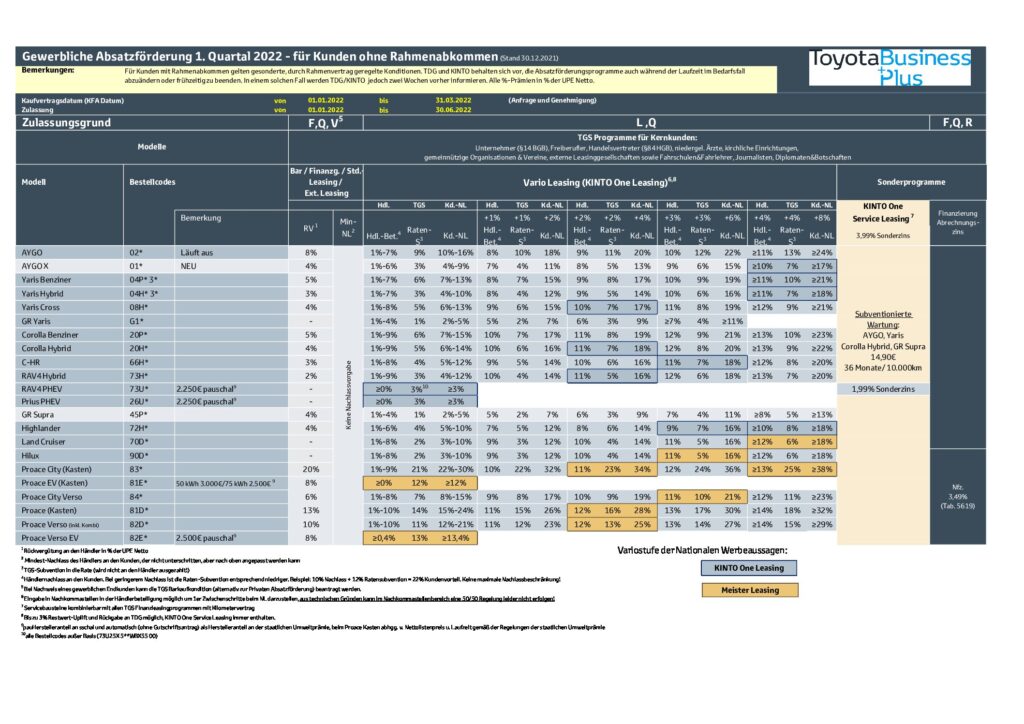 Gewerbliche Absatzförderung 1. Quartal 2022 - für Kunden ohne Rahmenabkommen (Stand 30.12.2021)
ToyotaBusiness
Plus
Bemerkungen: Für Kunden mit Rahmenabkommen gelten gesonderte, durch Rahmenvertrag geregelte Konditionen. TDG und KINTO behalten sich vor, die Absatzförderungsprogramme auch während der Laufzeit im Bedarfsfall
abzuändern oder frühzeitig zu beenden. In einem solchen Fall werden TDG/KINTO jedoch zwei Wochen vorher informieren. Alle %-Prämien in % der UPE Netto.
Kaufvertragsdatum (KFA Datum) von 01.01.2022 bis 31.03.2022 (Anfrage und Genehmigung)
Zulassung von 01.01.2022 bis 30.06.2022
Zulassungsgrund F,Q, V5 L ,Q F,Q, R
Modelle
TGS Programme für Kernkunden:
Unternehmer (§14 BGB), Freiberufler, Handelsvertreter (§84 HGB), niedergel. Ärzte, kirchliche Einrichtungen,
gemeinnützige Organisationen & Vereine, externe Leasinggesellschaften sowie Fahrschulen&Fahrlehrer, Journalisten, Diplomaten&Botschaften
Modell Bestellcodes
Bar / Finanzg. / Std.
Leasing /
Ext. Leasing
Vario Leasing (KINTO One Leasing)6,8
Sonderprogramme
Bemerkung RV 1 Min-NL2
Hdl. TGS Kd.-NL Hdl. TGS Kd.-NL Hdl. TGS Kd.-NL Hdl. TGS Kd.-NL Hdl. TGS Kd.-NL
+1% +1% +2% +2% +2% +4% +3% +3% +6% +4% +4% +8%
Hdl.-Bet.4 Raten-S3 Kd.-NL Hdl.-Bet.4 Raten-S3 Kd.-NL Hdl.-Bet.4 Raten-S3 Kd.-NL Hdl.-Bet.4 Raten-S3 Kd.-NL Hdl.-Bet.4 Raten-S3 Kd.-NL
KINTO One
Service Leasing 7
3,99% Sonderzins
Finanzierung
Abrechnungs-
zins
AYGO 02* Läuft aus 8% 1%-7% 9% 10%-16% 8% 10% 18% 9% 11% 20% 10% 12% 22% ≥11% 13% ≥24%
AYGO X 01* NEU 4% 1%-6% 3% 4%-9% 7% 4% 11% 8% 5% 13% 9% 6% 15% ≥10% 7% ≥17%
Yaris Benziner 04P* 3* 5% 1%-7% 6% 7%-13% 8% 7% 15% 9% 8% 17% 10% 9% 19% ≥11% 10% ≥21%
Yaris Hybrid 04H* 3* 3% 1%-7% 3% 4%-10% 8% 4% 12% 9% 5% 14% 10% 6% 16% ≥11% 7% ≥18%
Yaris Cross 08H* 4% 1%-8% 5% 6%-13% 9% 6% 15% 10% 7% 17% 11% 8% 19% ≥12% 9% ≥21%
GR Yaris G1* - 1%-4% 1% 2%-5% 5% 2% 7% 6% 3% 9% ≥7% 4% ≥11%
Corolla Benziner 20P* 5% 1%-9% 6% 7%-15% 10% 7% 17% 11% 8% 19% 12% 9% 21% ≥13% 10% ≥23%
Corolla Hybrid 20H* 4% 1%-9% 5% 6%-14% 10% 6% 16% 11% 7% 18% 12% 8% 20% ≥13% 9% ≥22%
C-HR 66H* 3% 1%-8% 4% 5%-12% 9% 5% 14% 10% 6% 16% 11% 7% 18% ≥12% 8% ≥20%
RAV4 Hybrid 73H* 2% 1%-9% 3% 4%-12% 10% 4% 14% 11% 5% 16% 12% 6% 18% ≥13% 7% ≥20%
RAV4 PHEV 73U* 2.250€ pauschal9 - ≥0% 3%10 ≥3%
Prius PHEV 26U* 2.250€ pauschal9 - ≥0% 3% ≥3%
GR Supra 45P* 4% 1%-4% 1% 2%-5% 5% 2% 7% 6% 3% 9% 7% 4% 11% ≥8% 5% ≥13%
Highlander 72H* 4% 1%-6% 4% 5%-10% 7% 5% 12% 8% 6% 14% 9% 7% 16% ≥10% 8% ≥18%
Land Cruiser 70D* - 1%-8% 2% 3%-10% 9% 3% 12% 10% 4% 14% 11% 5% 16% ≥12% 6% ≥18%
Hilux 90D* - 1%-8% 2% 3%-10% 9% 3% 12% 10% 4% 14% 11% 5% 16% ≥12% 6% ≥18%
Proace City (Kasten) 83* 20% 1%-9% 21% 22%-30% 10% 22% 32% 11% 23% 34% 12% 24% 36% ≥13% 25% ≥38%
Proace EV (Kasten) 81E* 50 kWh 3.000€/75 kWh 2.500€ 9 8% ≥0% 12% ≥12%
Proace City Verso 84* 6% 1%-8% 7% 8%-15% 9% 8% 17% 10% 9% 19% 11% 10% 21% ≥12% 11% ≥23%
Proace (Kasten) 81D* 13% 1%-10% 14% 15%-24% 11% 15% 26% 12% 16% 28% 13% 17% 30% ≥14% 18% ≥32%
Proace Verso (inkl. Kombi) 82D* 10% 1%-10% 11% 12%-21% 11% 12% 23% 12% 13% 25% 13% 14% 27% ≥14% 15% ≥29%
Proace Verso EV 82E* 2.500€ pauschal9 8% ≥0,4% 13% ≥13,4%
Keine Nachlassvorgabe
Subventionierte
Wartung:
AYGO, Yaris
Corolla Hybrid, GR Supra
14,90€
36 Monate/ 10.000km
1,99% Sonderzins
Nfz.
3,49%
(Tab. 5619)
1 Rückvergütung an den Händler in % der UPE Netto
2 Mindest-Nachlass des Händlers an den Kunden, der nicht unterschritten, aber nach oben angepasst werden kann
3 TGS-Subvention in die Rate (wird nicht an den Händler ausgezahlt)
4 Händlernachlass an den Kunden. Bei geringerem Nachlass ist die Raten-Subvention entsprechend niedriger. Beispiel: 10% Nachlass + 12% Ratensubvention = 22% Kundenvorteil. Keine maximale Nachlassbeschränkung!
5 Bei Nachweis eines gewerblichen Endkunden kann die TGS Barkaufkondition (alternativ zur Privaten Absatzförderung) beantragt werden.
6 Eingabe in Nachkommastellen in der Händlerbeteiligung möglich um 1er Zwischenschritte beim NL darzustellen, aus technischen Gründen kann im Nachkommastellenbereich eine 50/50 Regelung leider nicht erfolgen!
7 Servicebausteine kombinierbar mit allen TGS Finanzleasingprogrammen mit Kilometervertrag
8 Bis zu 3% Restwert-Uplift und Rückgabe an TDG möglich, KINTO One Service Leasing immer enthalten.
10 alle Bestellcodes außer Basis
Variostufe der Nationalen Werbeaussagen:
KINTO One Leasing
Meister Leasing